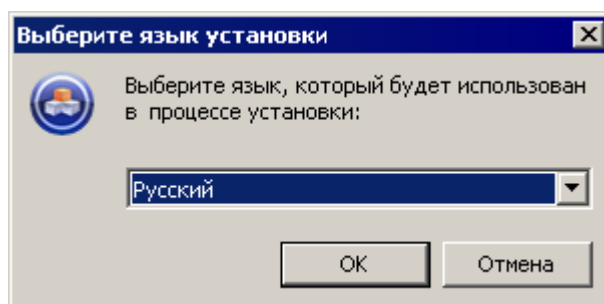 Выберите язык установки
Выберите язык, который будет использован
в процессе установки:
Русский
OK
Отмена